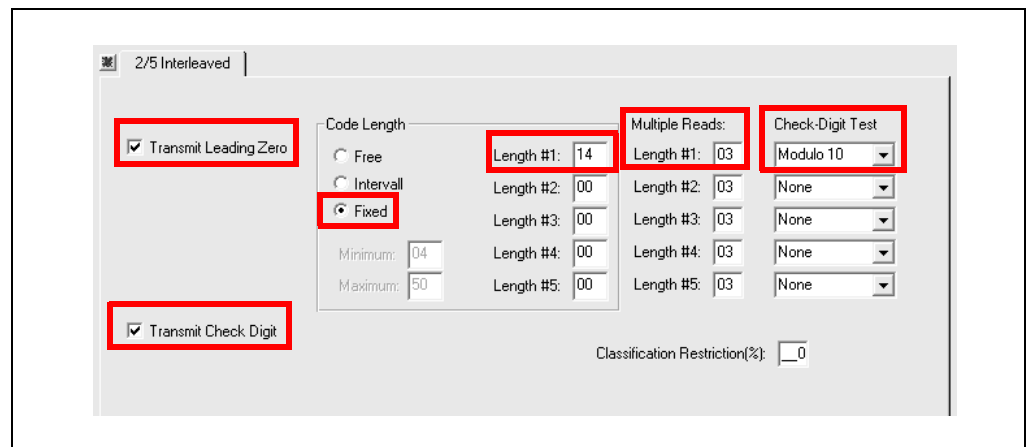 2/5 Interleaved
Code Length Multiple Reads: Check-Digit Test
Transmit Leading Zero Free Length #1: 14 Length #1: 03 Modulo 10
Intervall Length #2: 00 Length #2: 03 None
Fixed Length #3: 00 Length #3: 03 None
Minimum: 04 Length #4: 00 Length #4: 03 None
Maximum: 50 Length #5: 00 Length #5: 03 None
Transmit Check Digit
Classification Restriction(%): __0